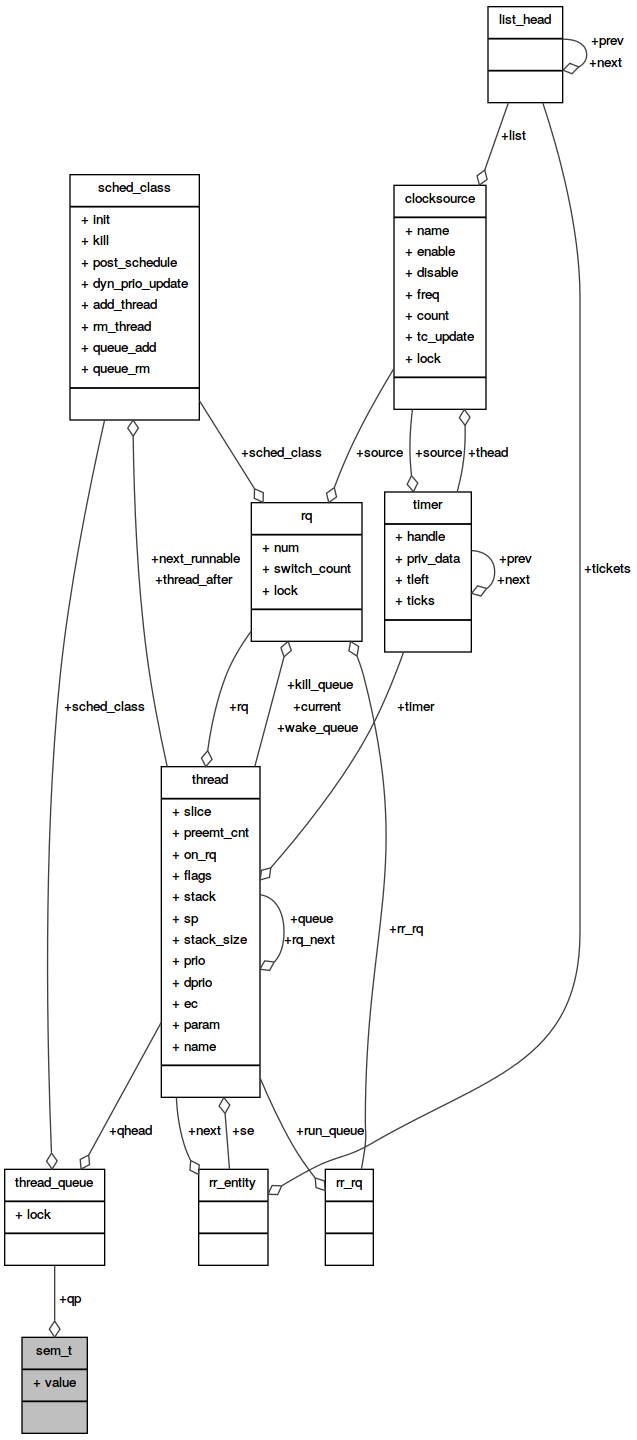 list_head
+prev
+next
+list
sched_class
+ init
+ kill
+ post_schedule
+ dyn_prio_update
+ add_thread
+ rm_thread
+ queue_add
+ queue_rm
clocksource
+ name
+ enable
+ disable
+ freq
+ count
+ tc_update
+ lock
+sched_class
+source
+source
+thead
rq
+ num
+ switch_count
+ lock
timer
+ handle
+ priv_data
+ tleft
+ ticks
+prev
+next
+next_runnable
+thread_after
+tickets
+sched_class
+rq
+kill_queue
+current
+wake_queue
+timer
thread
+ slice
+ preemt_cnt
+ on_rq
+ flags
+ stack
+ sp
+ stack_size
+ prio
+ dprio
+ ec
+ param
+ name
+queue
+rq_next
+rr_rq
+qhead
+next
+se
+run_queue
thread_queue
+ lock
rr_entity
rr_rq
+qp
sem_t
+ value